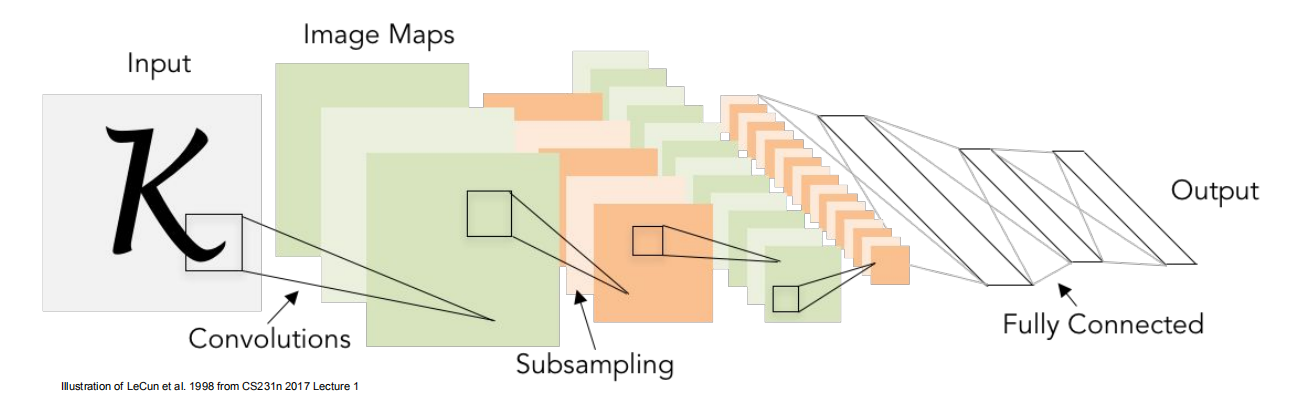 Image Maps
Input
K
Output
Convolutions
Fully Connected
Subsampling
Illustration of LeCun et al. 1998 from CS231n 2017 Lecture 1